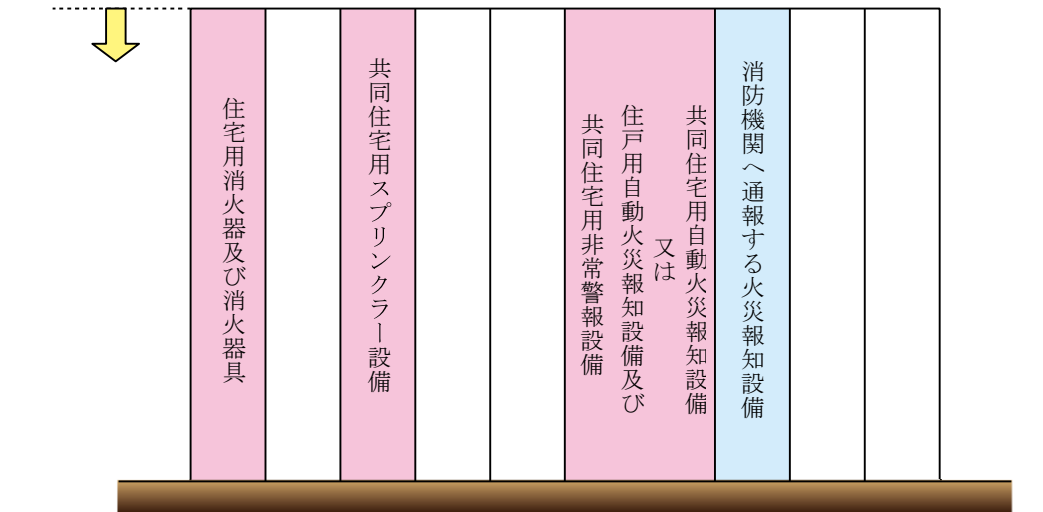 住宅用消火器及び消火器具
共同住宅用スプリンクラー設備
共同住宅用自動火災報知設備
又は
住戸用自動火災報知設備及び
共同住宅用非常警報設備
消防機関へ通報する火災報知設備